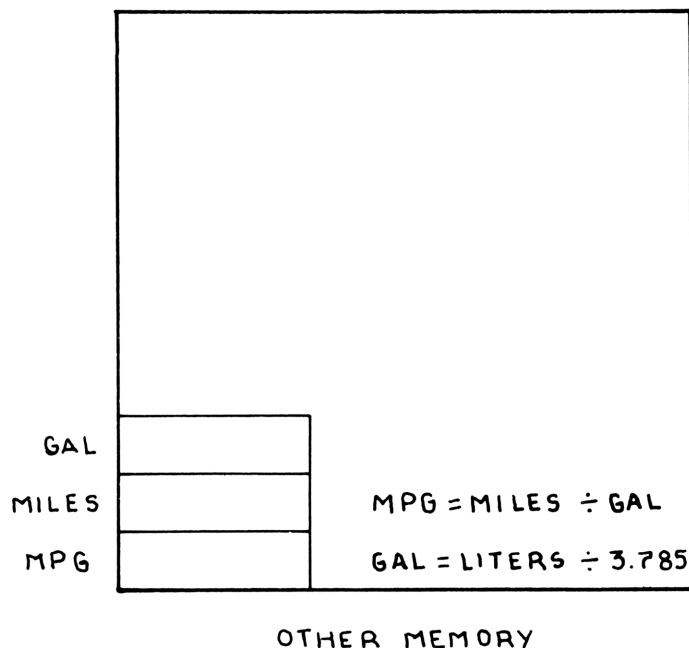 GAL
MILES MPG = MILES ÷ GAL
MPG GAL = LITERS ÷ 3.785
OTHER MEMORY